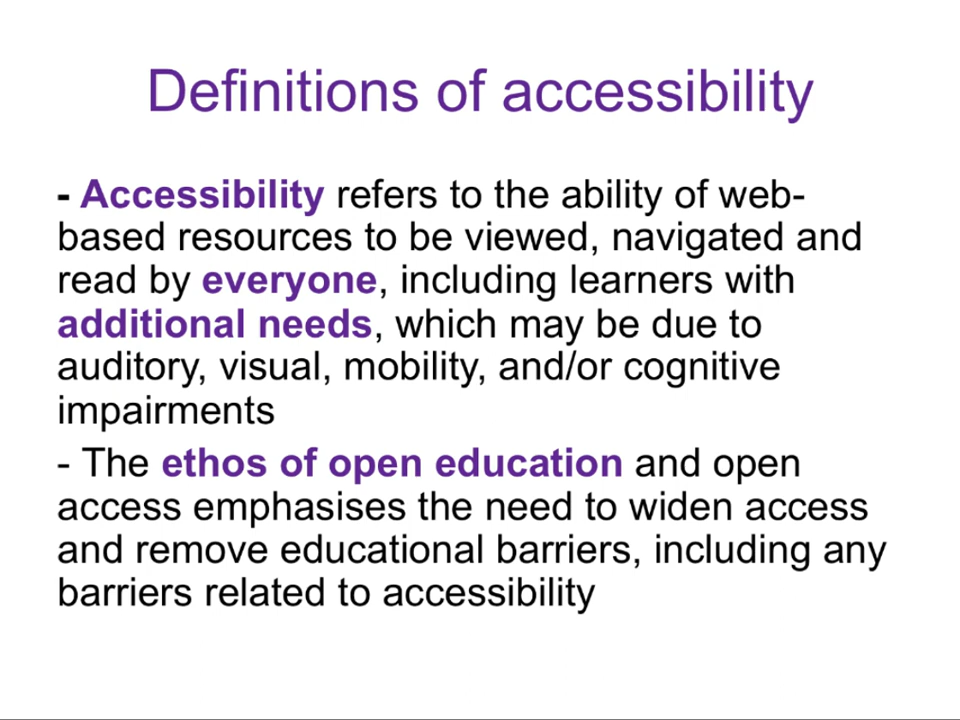 Definitions of accessibility
- Accessibility refers to the ability of web-
based resources to be viewed, navigated and
read by everyone, including learners with
additional needs, which may be due to
auditory, visual, mobility, and/or cognitive
impairments
- The ethos of open education and open
access emphasises the need to widen access
and remove educational barriers, including any
barriers related to accessibility